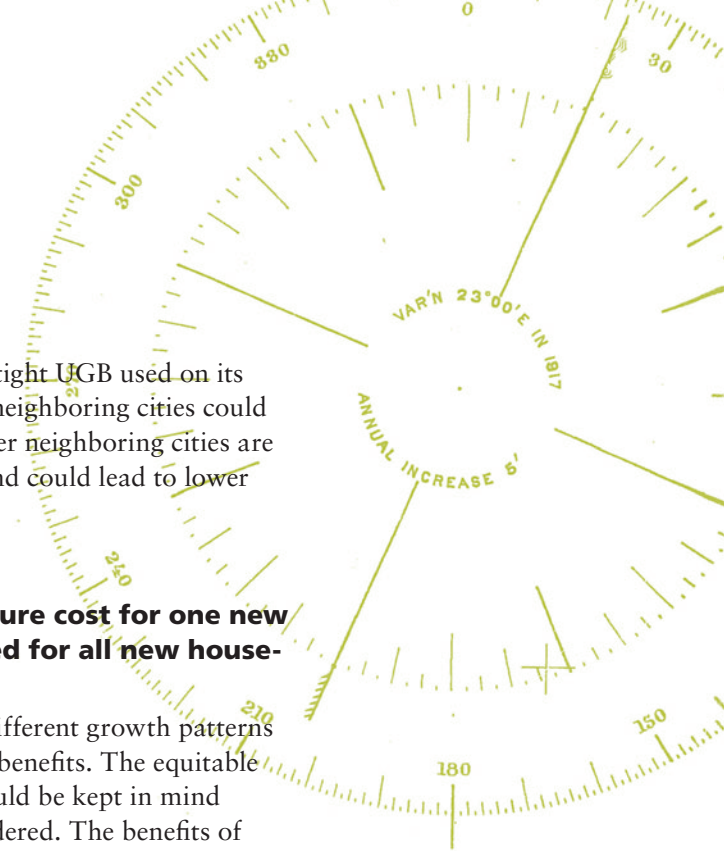 0
330
30
300
VAR'N 23°00'E IN 1917
tight UGB used on its
neighboring cities could
er neighboring cities are
nd could lead to lower
ANNUAL INCREASE 5'
240
ure cost for one new
ed for all new house-
210
ifferent growth patterns
150
benefits. The equitable
180
uld be kept in mind
dered. The benefits of